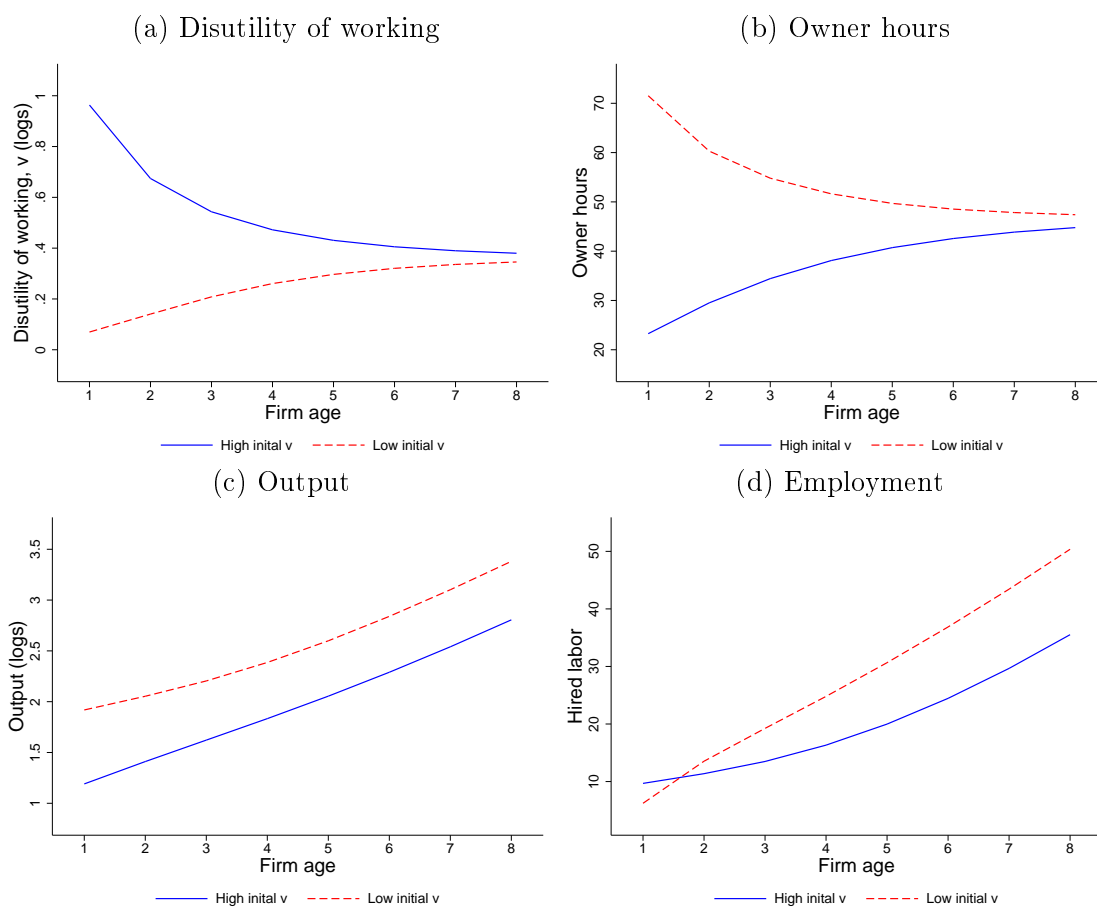 (a) Disutility of working
Disutility of working, v (logs)
1
.8
.6
.4
.2
0
1 2 3 4 5 6 7 8
Firm age
High inital v Low initial v
(b) Owner hours
Owner hours
70
60
50
40
30
20
1 2 3 4 5 6 7 8
Firm age
High inital v Low initial v
(c) Output
Output (logs)
3.5
3
2.5
2
1.5
1
1 2 3 4 5 6 7 8
Firm age
High inital v Low initial v
(d) Employment
Hired labor
50
40
30
20
10
1 2 3 4 5 6 7 8
Firm age
High inital v Low initial v